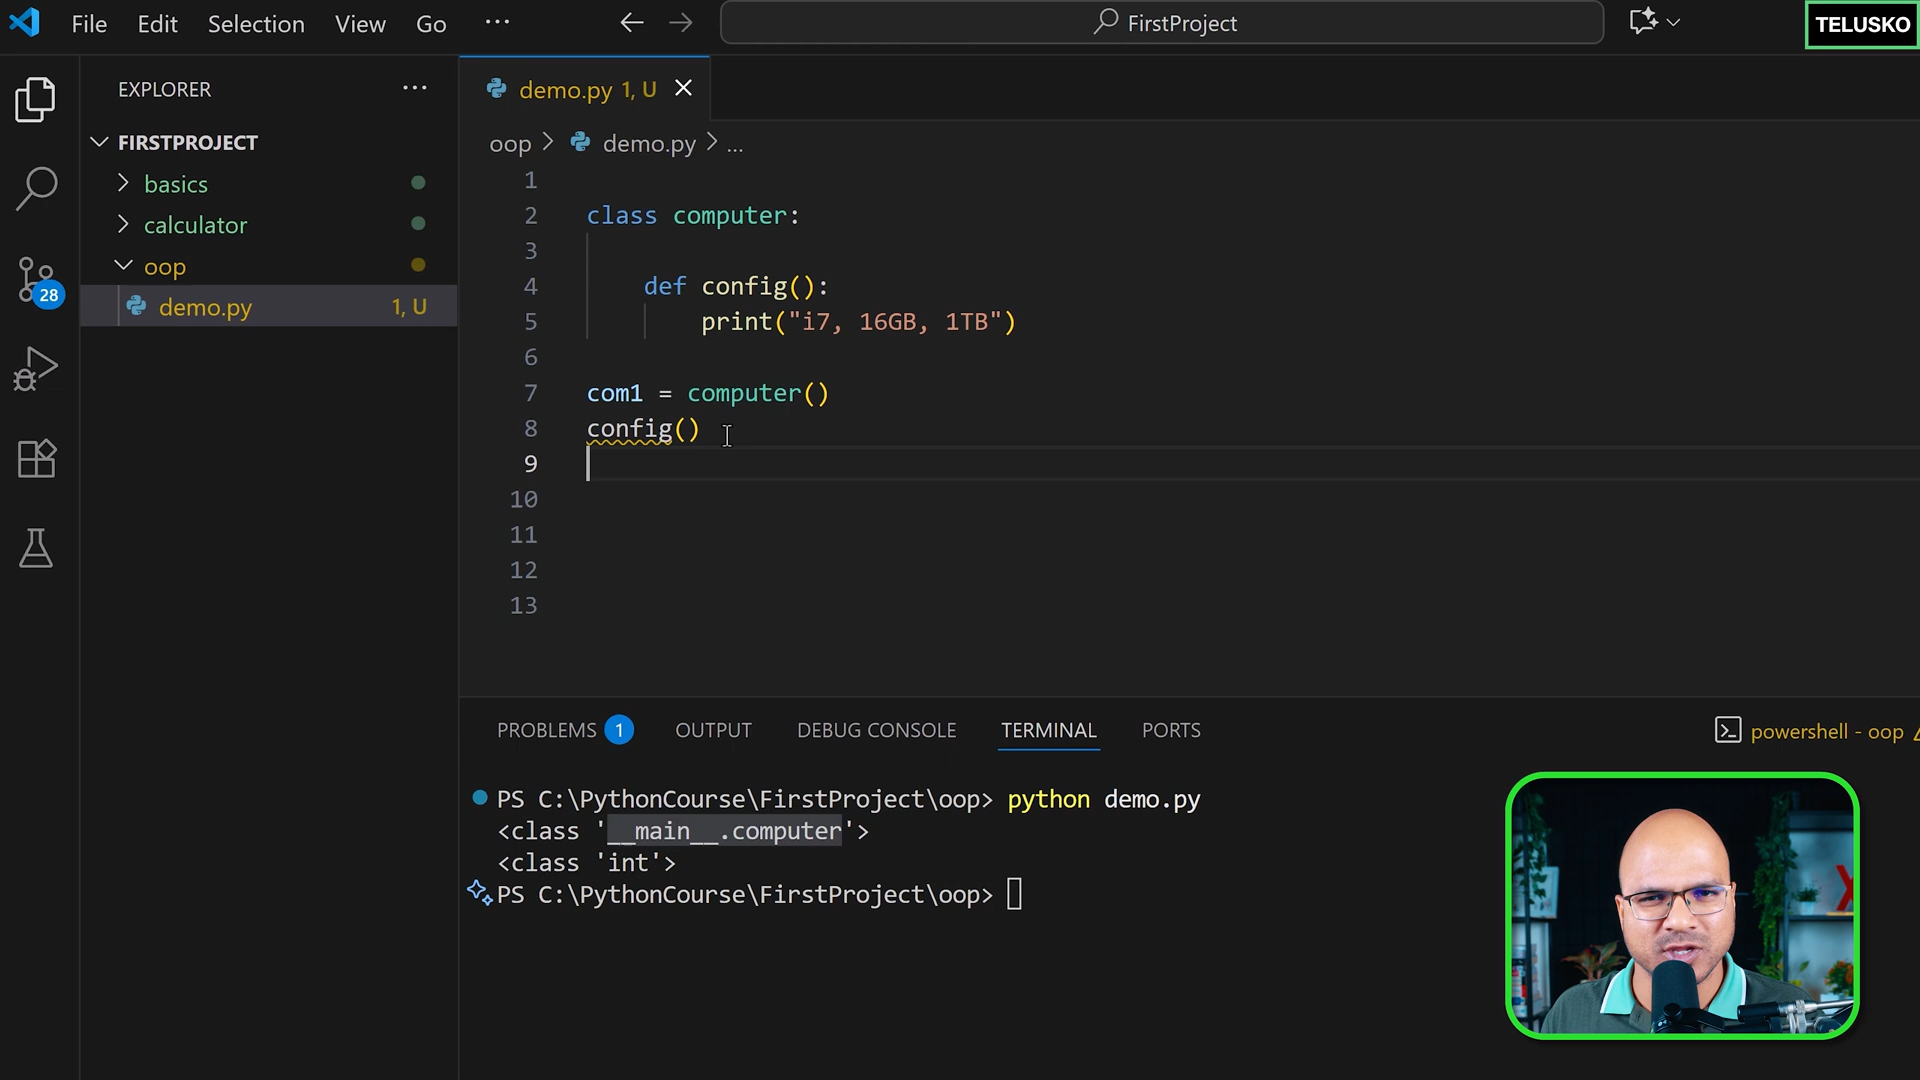 File Edit Selection View Go ... FirstProject TELUSKO
EXPLORER ...
FIRSTPROJECT
basics
calculator
oop
demo.py 1, U
28
demo.py 1, U
oop > demo.py > ...
1
2 class computer:
3
4 def config():
5 print("i7, 16GB, 1TB")
6
7 com1 = computer()
8 config()
9
10
11
12
13
PROBLEMS 1 OUTPUT DEBUG CONSOLE TERMINAL PORTS powershell - oop
PS C:\PythonCourse\FirstProject\oop> python demo.py
<class '__main__.computer'>
<class 'int'>
PS C:\PythonCourse\FirstProject\oop>